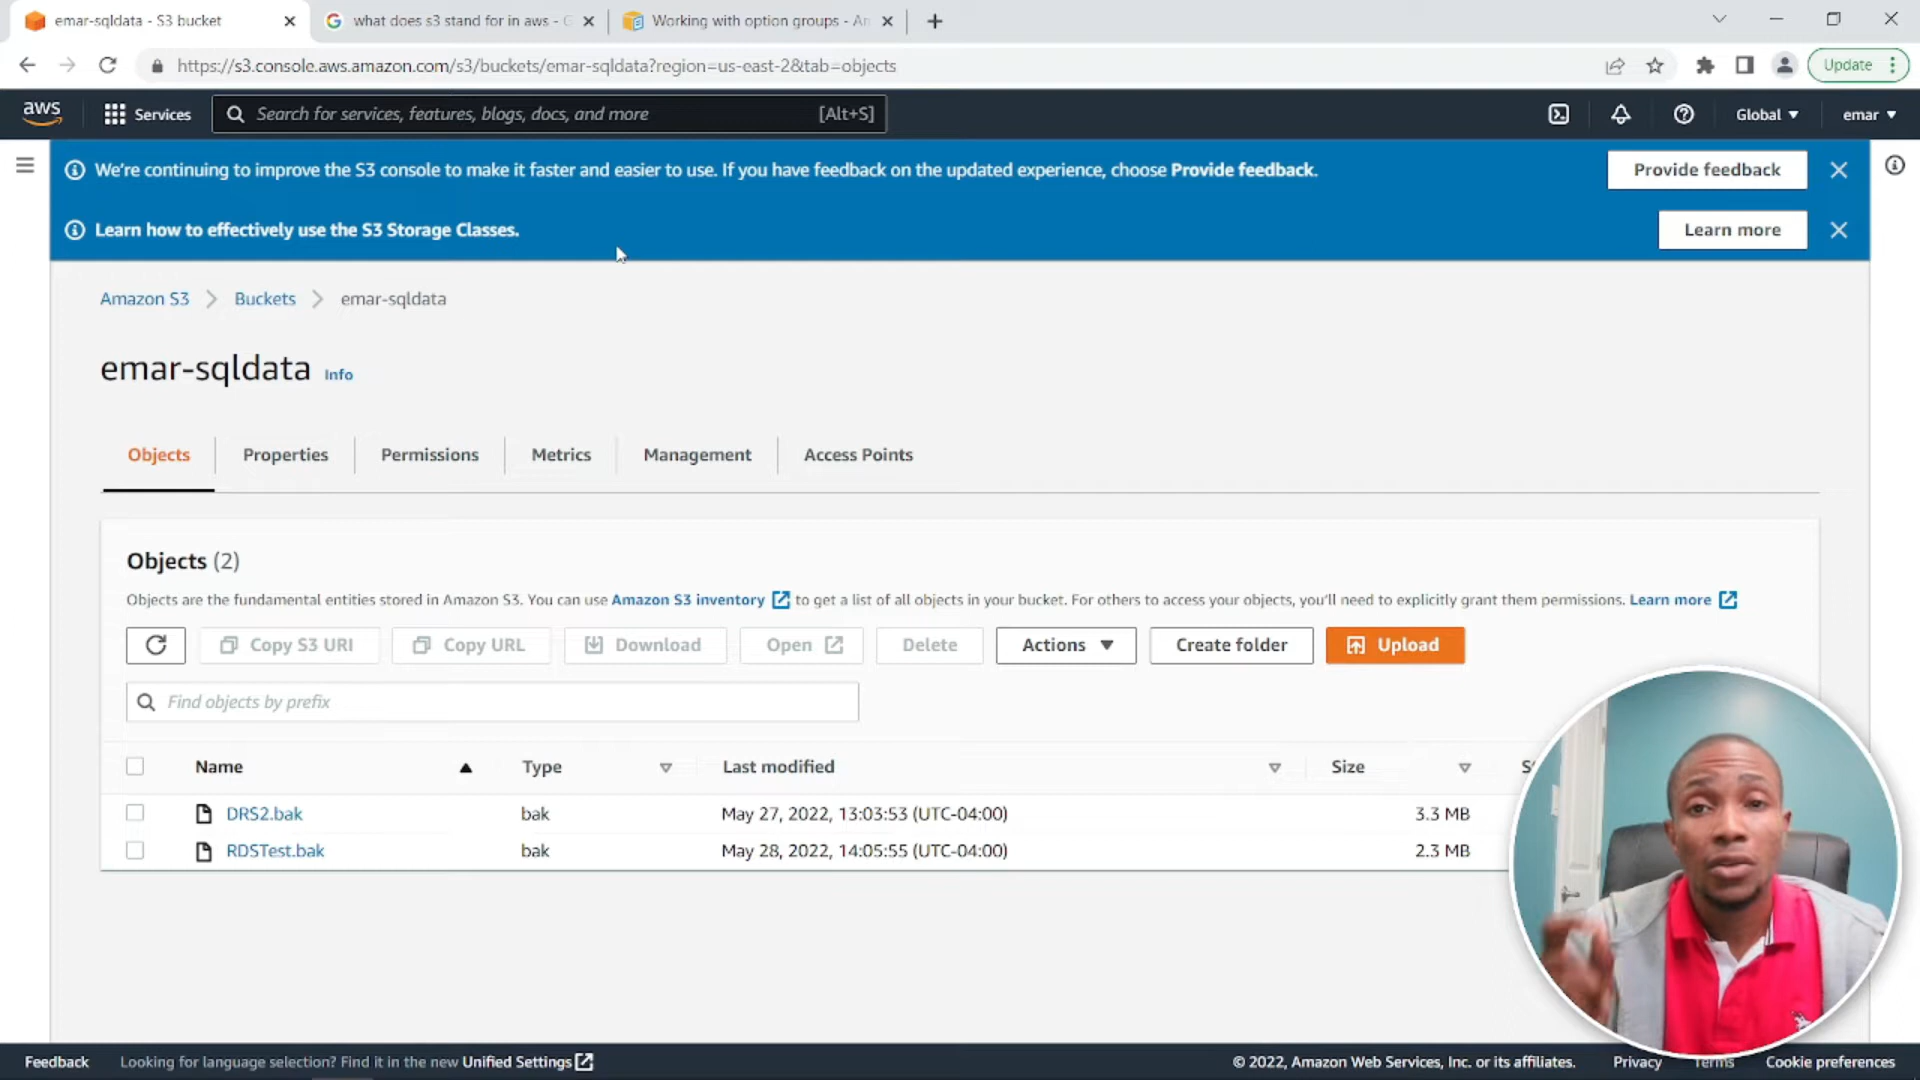 emar-sqldata - S3 bucket
what does s3 stand for in aws - G
Working with option groups - Am
https://s3.console.aws.amazon.com/s3/buckets/emar-sqldata?region=us-east-2&tab=objects
Update
aws
Services
Search for services, features, blogs, docs, and more
[Alt+S]
Global
emar
We're continuing to improve the S3 console to make it faster and easier to use. If you have feedback on the updated experience, choose Provide feedback.
Provide feedback
Learn how to effectively use the S3 Storage Classes.
Learn more
Amazon S3
Buckets
emar-sqldata
emar-sqldata
Info
Objects
Properties
Permissions
Metrics
Management
Access Points
Objects (2)
Objects are the fundamental entities stored in Amazon S3. You can use Amazon S3 inventory to get a list of all objects in your bucket. For others to access your objects, you'll need to explicitly grant them permissions. Learn more
Copy S3 URI
Copy URL
Download
Open
Delete
Actions
Create folder
Upload
Find objects by prefix
Name
Type
Last modified
Size
DRS2.bak
bak
May 27, 2022, 13:03:53 (UTC-04:00)
3.3 MB
RDSTest.bak
bak
May 28, 2022, 14:05:55 (UTC-04:00)
2.3 MB
Feedback
Looking for language selection? Find it in the new Unified Settings
© 2022, Amazon Web Services, Inc. or its affiliates.
Privacy
Terms
Cookie preferences